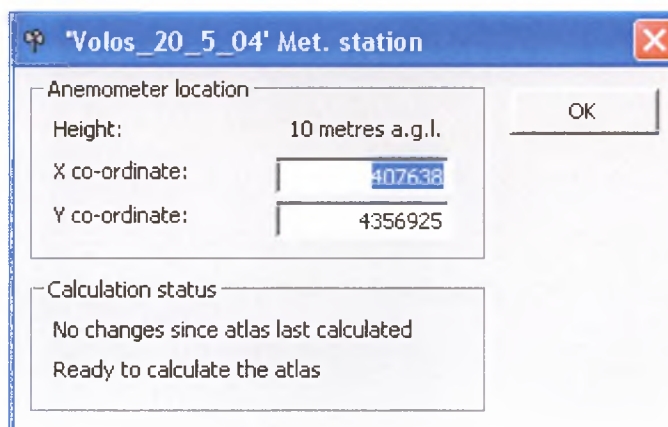 'Volos_20_5_04' Met. station
Anemometer location
Height: 10 metres a.g.l.
X co-ordinate: 407638
Y co-ordinate: 4356925
OK
Calculation status
No changes since atlas last calculated
Ready to calculate the atlas